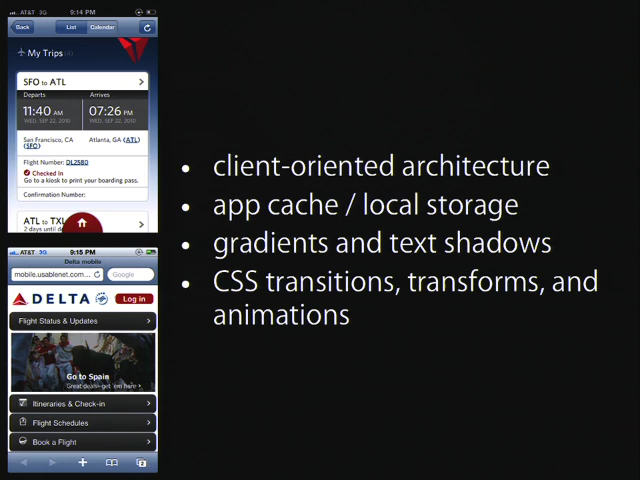 AT&T 3G 9:14 PM
Back List Calendar
My Trips (4)
SFO to ATL
Departs Arrives
11:40 AM 07:26 PM
WED, SEP 22, 2010 WED, SEP 22, 2010
San Francisco, CA Atlanta, GA (ATL)
(SFO)
Flight Number: DL2580
Checked In
Go to a kiosk to print your boarding pass.
Confirmation Number:
ATL to TXL
2 days until de
AT&T 3G 9:15 PM
Delta mobile
mobile.usablenet.com... Google
DELTA Log in
Flight Status & Updates
Go to Spain
Great deals–get 'em here
Itineraries & Check-in
Flight Schedules
Book a Flight
2
• client-oriented architecture
• app cache / local storage
• gradients and text shadows
• CSS transitions, transforms, and
animations